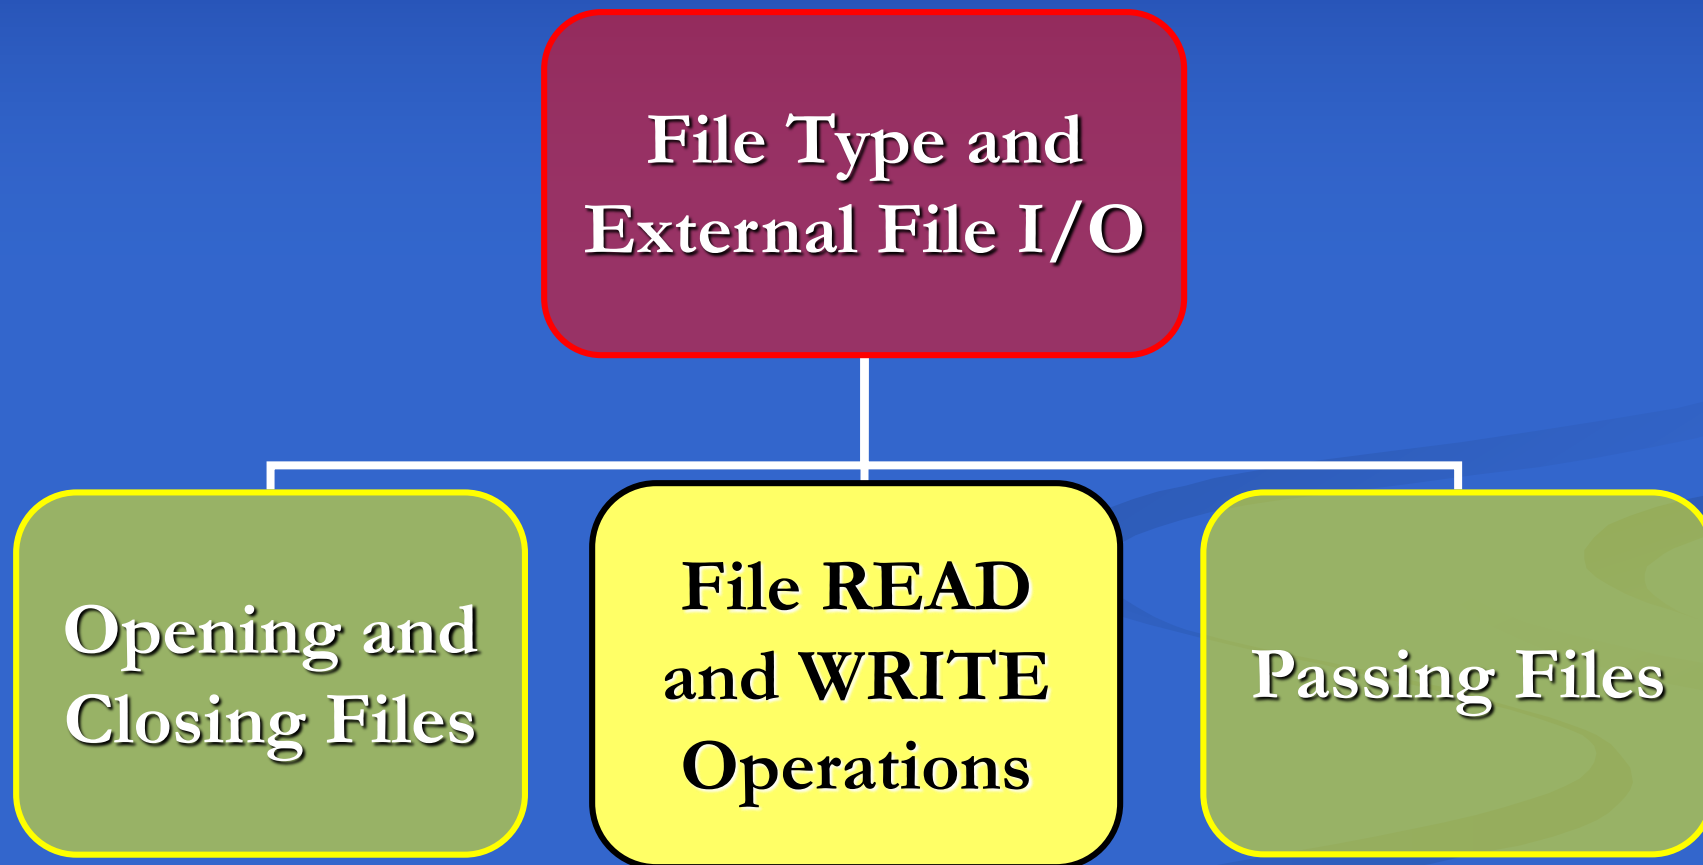 File Type and
External File I/O
Opening and
Closing Files
File READ
and WRITE
Operations
Passing Files